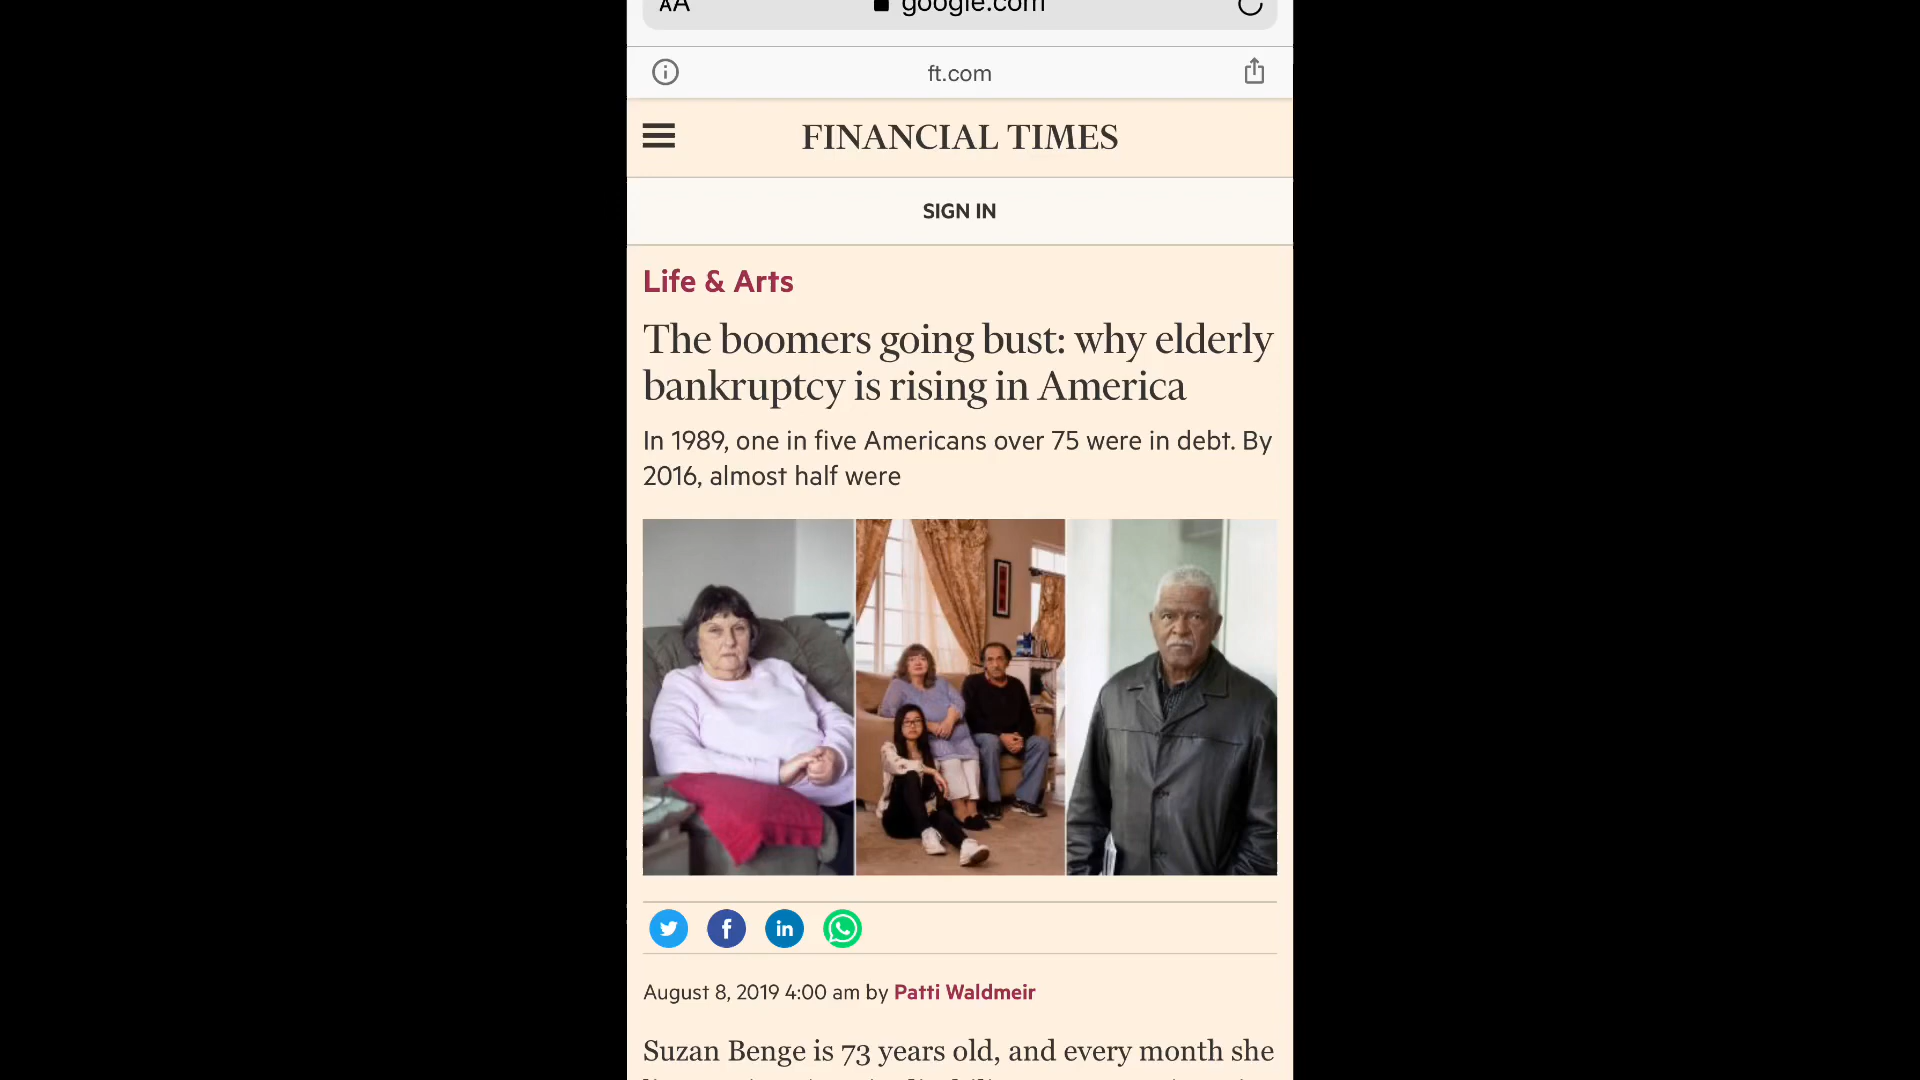 AA google.com
ft.com
FINANCIAL TIMES
SIGN IN
Life & Arts
The boomers going bust: why elderly
bankruptcy is rising in America
In 1989, one in five Americans over 75 were in debt. By
2016, almost half were
August 8, 2019 4:00 am by Patti Waldmeir
Suzan Benge is 73 years old, and every month she